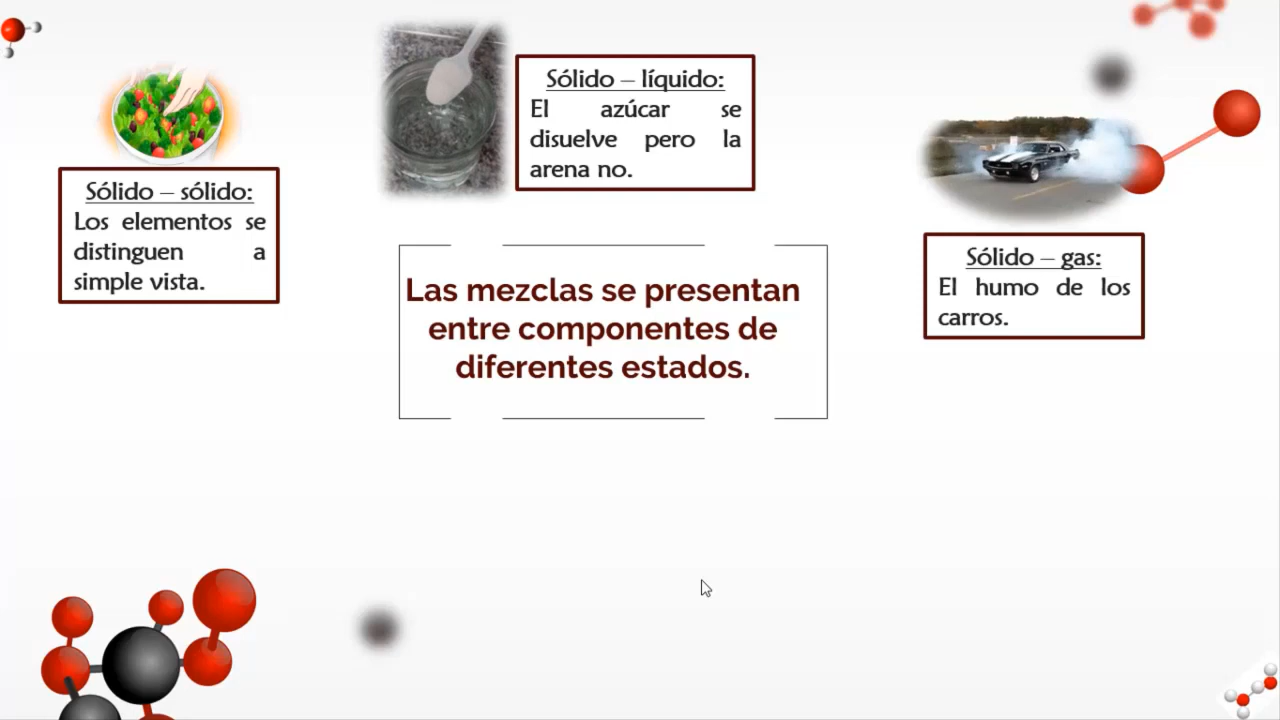 Sólido – sólido:
Los elementos se
distinguen a
simple vista.
Sólido – líquido:
El azúcar se
disuelve pero la
arena no.
Sólido – gas:
El humo de los
carros.
Las mezclas se presentan
entre componentes de
diferentes estados.